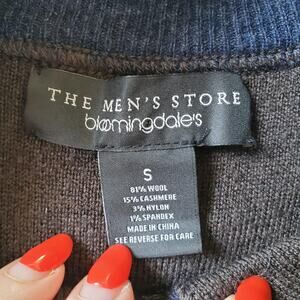 THE MEN'S STORE
bloomingdale's
S
81% WOOL
15% CASHMERE
3% NYLON
1% SPANDEX
MADE IN CHINA
SEE REVERSE FOR CARE